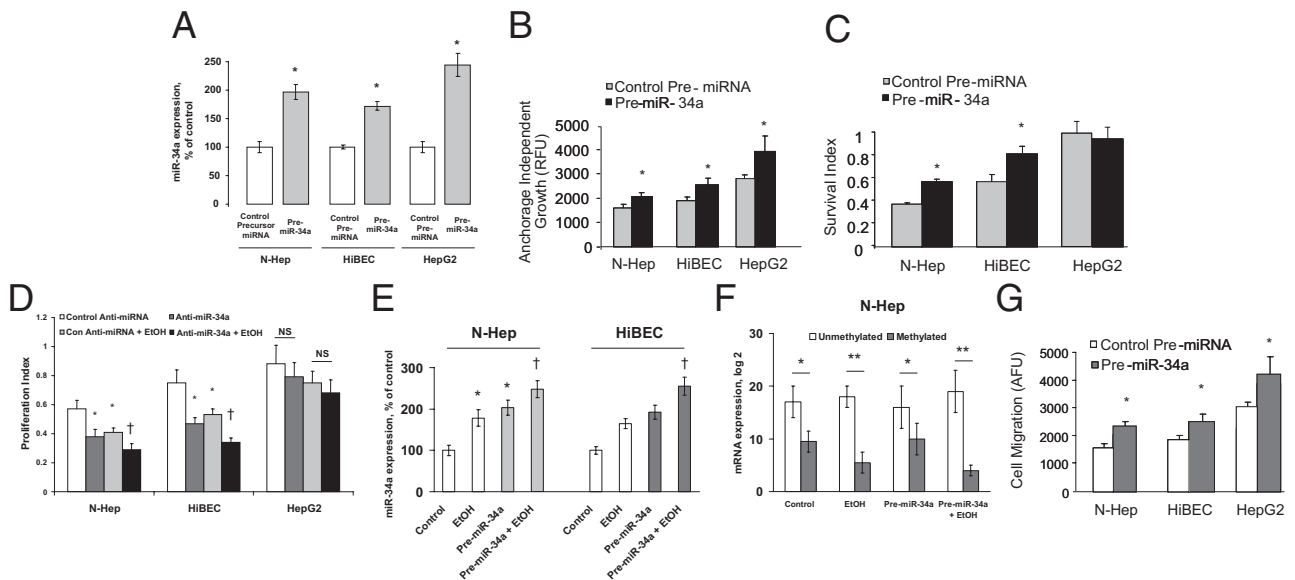 A
miR-34a expression,
% of control
250
200
150
100
50
0
*
*
*
Control
Precursor
miRNA
Pre-
miR-34a
Control
Pre-
miRNA
Pre-
miR-34a
Control
Pre-
miRNA
Pre-
miR-34a
N-Hep
HiBEC
HepG2
B
Control Pre- miRNA
Pre-miR- 34a
Anchorage Independent
Growth (RFU)
5000
4000
3000
2000
1000
0
*
*
*
N-Hep
HiBEC
HepG2
C
Control Pre-miRNA
Pre-miR- 34a
Survival Index
1
0.8
0.6
0.4
0
*
*
N-Hep
HiBEC
HepG2
D
Control Anti-miRNA
Anti-miR-34a
Con Anti-miRNA + EtOH
Anti-miR-34a + EtOH
Proliferation Index
1.2
1
0.8
0.6
0.4
0.2
0
*
*
†
*
*
†
NS
NS
N-Hep
HiBEC
HepG2
E
N-Hep
HiBEC
miR-34a expression, % of control
300
200
100
0
*
*
†
†
Control
EtOH
Pre-miR-34a
Pre-miR-34a + EtOH
Control
EtOH
Pre-miR-34a
Pre-miR-34a + EtOH
F
N-Hep
Unmethylated
Methylated
mRNA expression, log 2
30
20
10
0
*
**
*
**
Control
EtOH
Pre-miR-34a
Pre-miR-34a
+ EtOH
G
Control Pre-miRNA
Pre-miR-34a
Cell Migration (AFU)
5000
4000
3000
2000
1000
0
*
*
*
N-Hep
HiBEC
HepG2